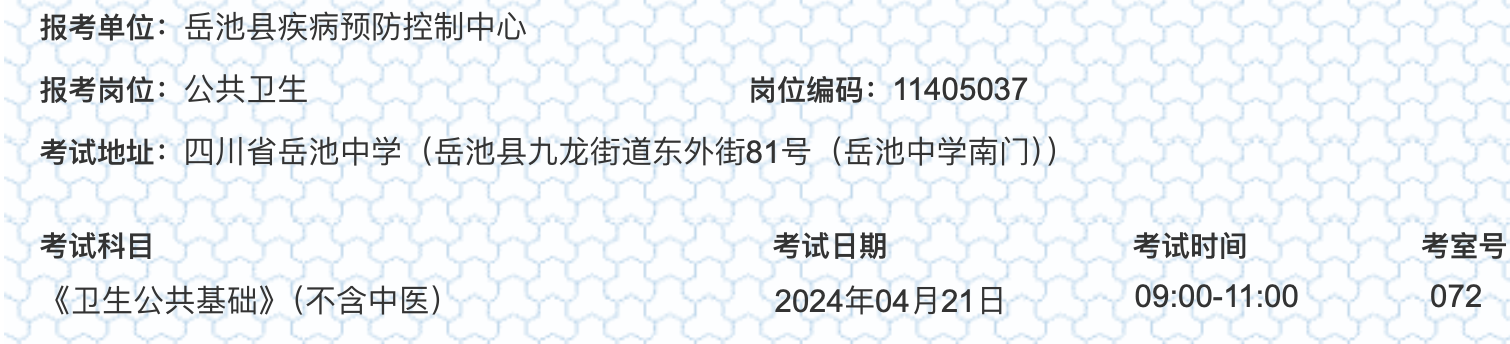 报考单位：岳池县疾病预防控制中心
报考岗位：公共卫生 岗位编码：11405037
考试地址：四川省岳池中学（岳池县九龙街道东外街81号（岳池中学南门））
考试科目 考试日期 考试时间 考室号
《卫生公共基础》（不含中医） 2024年04月21日 09:00-11:00 072